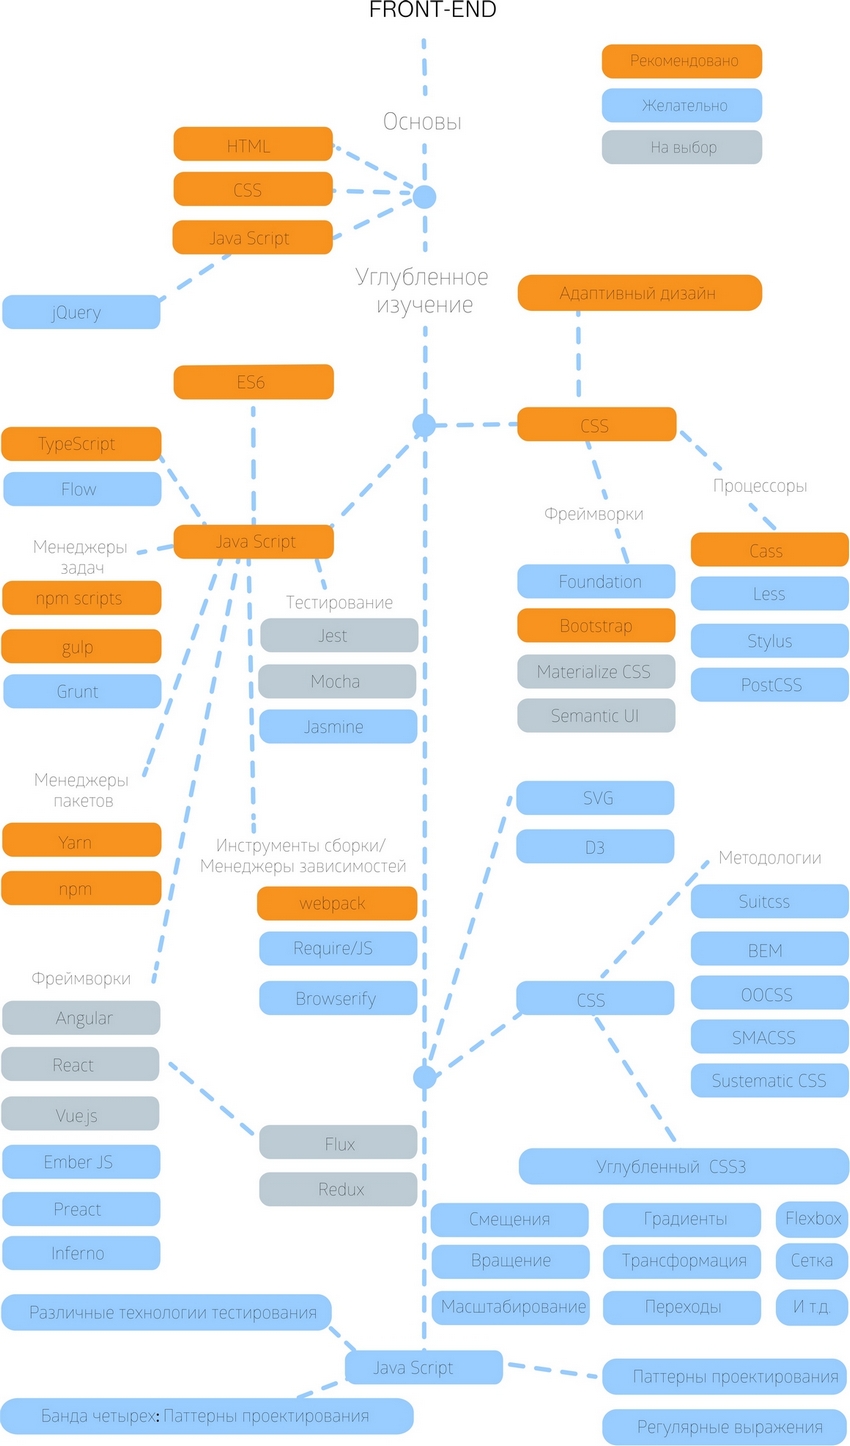 FRONT-END
Рекомендовано
Желательно
На выбор
Основы
HTML
CSS
Java Script
jQuery
Углубленное
изучение
Адаптивный дизайн
ES6
CSS
TypeScript
Flow
Java Script
Процессоры
Cass
Less
Stylus
PostCSS
Фреймворки
Foundation
Bootstrap
Materialize CSS
Semantic UI
Менеджеры
задач
npm scripts
gulp
Grunt
Тестирование
Jest
Mocha
Jasmine
Менеджеры
пакетов
Yarn
npm
Инструменты сборки/
Менеджеры зависимостей
webpack
Require/JS
Browserify
SVG
D3
Методологии
Suitcss
BEM
OOCSS
SMACSS
Sustematic CSS
CSS
Фреймворки
Angular
React
Vue.js
Ember JS
Preact
Inferno
Flux
Redux
Углубленный CSS3
Смещения
Градиенты
Flexbox
Вращение
Трансформация
Сетка
Масштабирование
Переходы
И т.д.
Различные технологии тестирования
Java Script
Паттерны проектирования
Банда четырех: Паттерны проектирования
Регулярные выражения